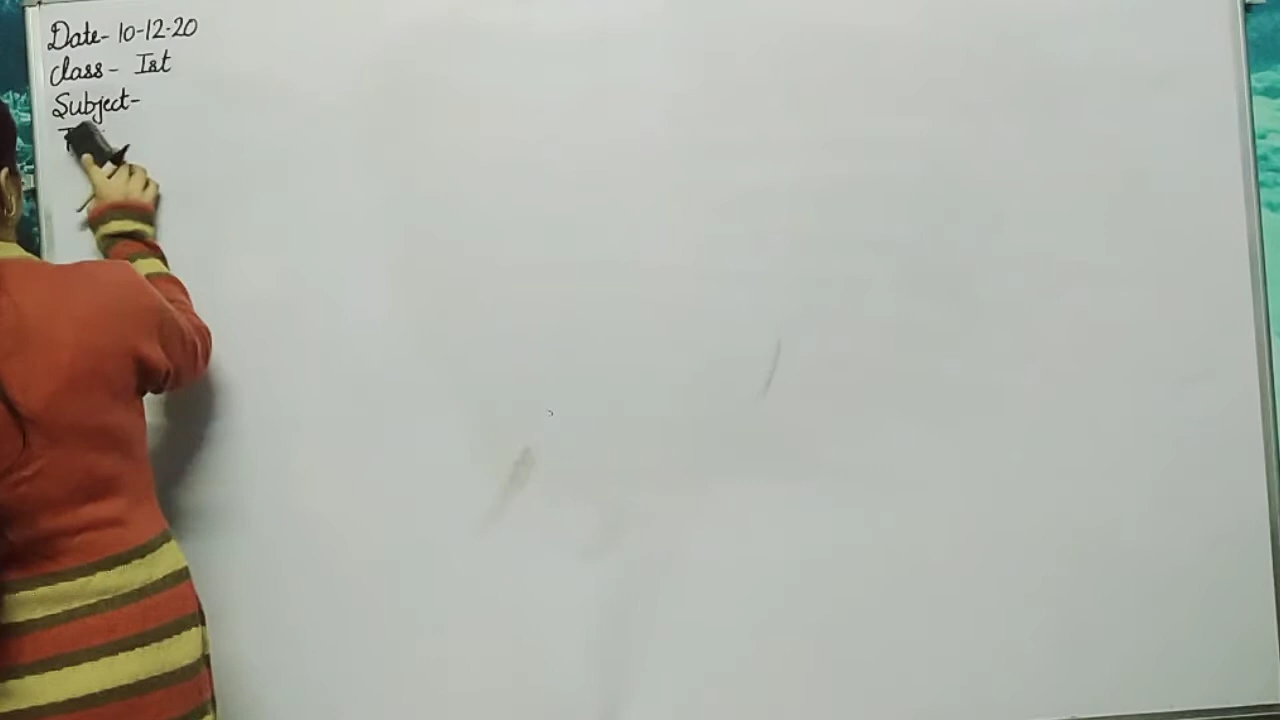 Date- 10-12-20
Class- Ist
Subject-